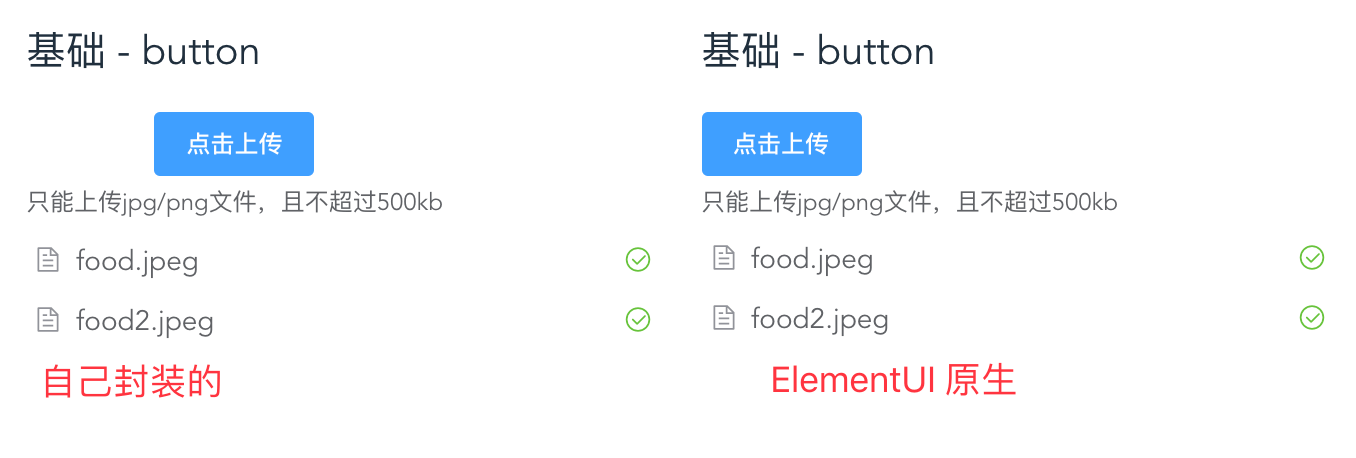 基础 - button
点击上传
只能上传jpg/png文件，且不超过500kb
food.jpeg
food2.jpeg
自己封装的
基础 - button
点击上传
只能上传jpg/png文件，且不超过500kb
food.jpeg
food2.jpeg
ElementUI 原生